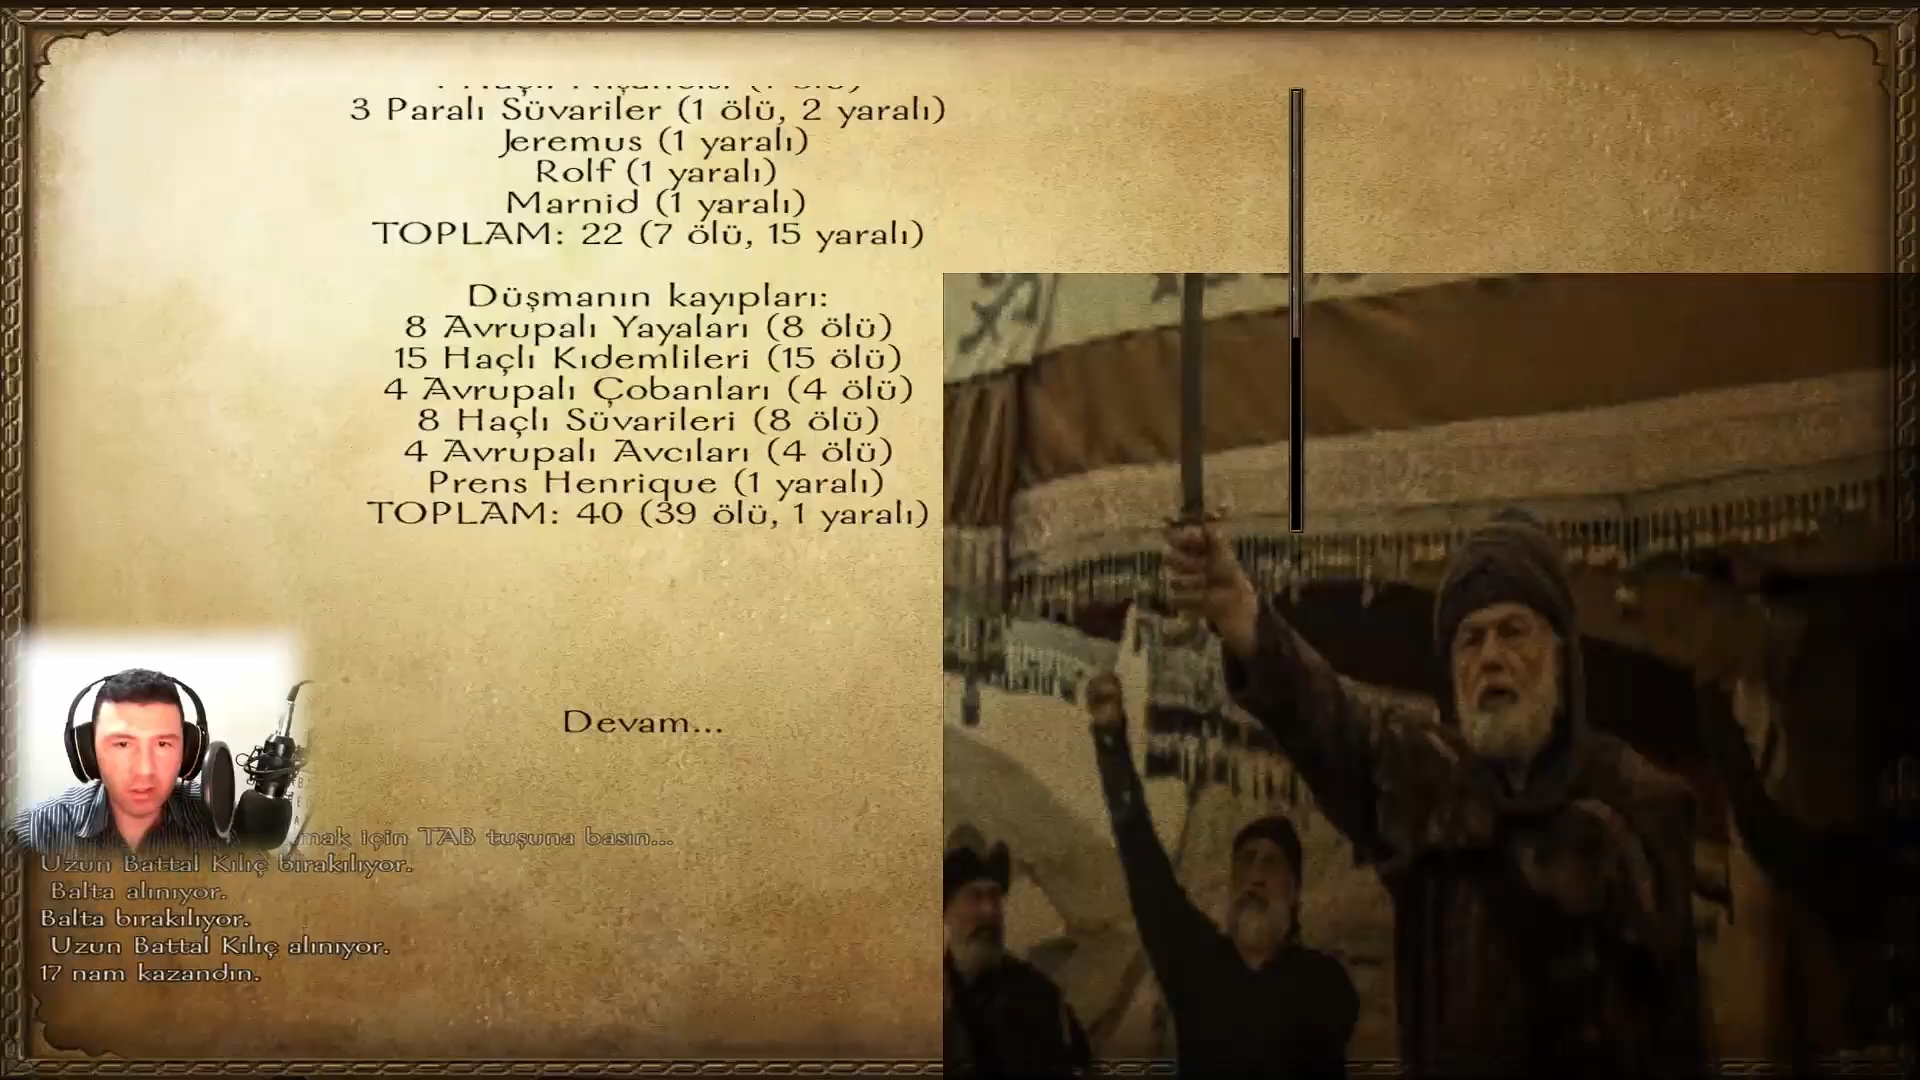 3 Paralı Süvariler (1 ölü, 2 yaralı)
Jeremus (1 yaralı)
Rolf (1 yaralı)
Marnid (1 yaralı)
TOPLAM: 22 (7 ölü, 15 yaralı)
Düşmanın kayıpları:
8 Avrupalı Yayaları (8 ölü)
15 Haçlı Kıdemlileri (15 ölü)
4 Avrupalı Çobanları (4 ölü)
8 Haçlı Süvarileri (8 ölü)
4 Avrupalı Avcıları (4 ölü)
Prens Henrique (1 yaralı)
TOPLAM: 40 (39 ölü, 1 yaralı)
Devam...
mak için TAB tuşuna basın...
Uzun Battal Kılıç bırakılıyor.
Balta alınıyor.
Balta bırakılıyor.
Uzun Battal Kılıç alınıyor.
17 nam kazandın.